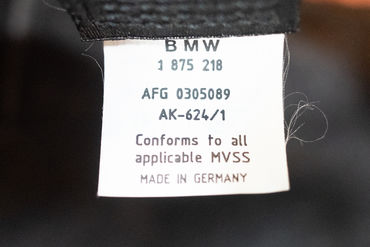 BMW
1 875 218
AFG 0305089
AK-624/1
Conforms to all
applicable MVSS
MADE IN GERMANY